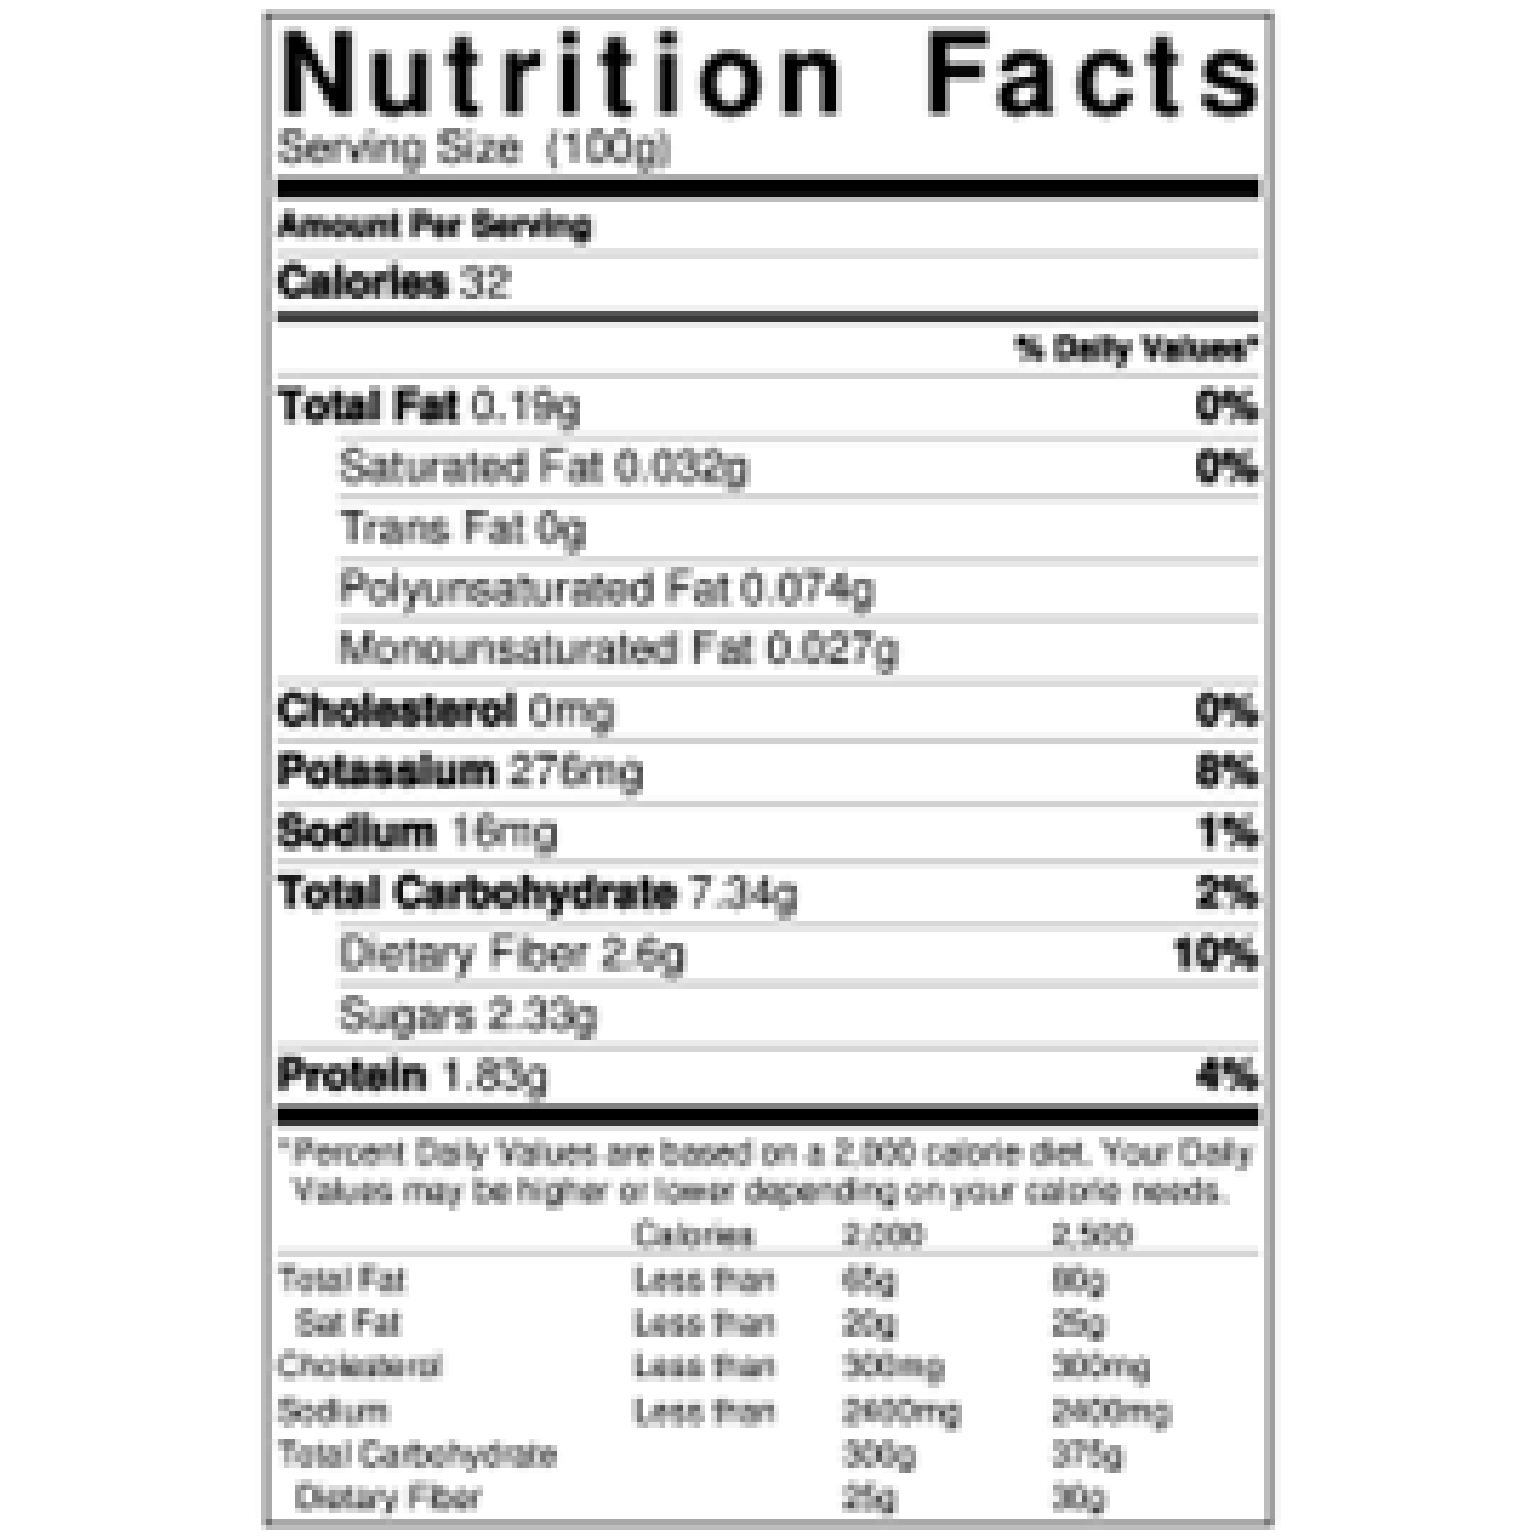 Nutrition Facts
Serving Size (100g)
Amount Per Serving
Calories 32
% Daily Values*
Total Fat 0.19g 0%
Saturated Fat 0.032g 0%
Trans Fat 0g
Polyunsaturated Fat 0.074g
Monounsaturated Fat 0.027g
Cholesterol 0mg 0%
Potassium 276mg 8%
Sodium 16mg 1%
Total Carbohydrate 7.34g 2%
Dietary Fiber 2.6g 10%
Sugars 2.33g
Protein 1.83g 4%
*Percent Daily Values are based on a 2,000 calorie diet. Your Daily
Values may be higher or lower depending on your calorie needs.
Calories 2,000 2,500
Total Fat Less than 65g 80g
Sat Fat Less than 20g 25g
Cholesterol Less than 300mg 300mg
Sodium Less than 2400mg 2400mg
Total Carbohydrate 300g 375g
Dietary Fiber 25g 30g